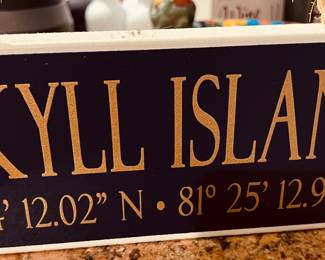 KYLL ISLAN
' 12.02" N • 81° 25' 12.9